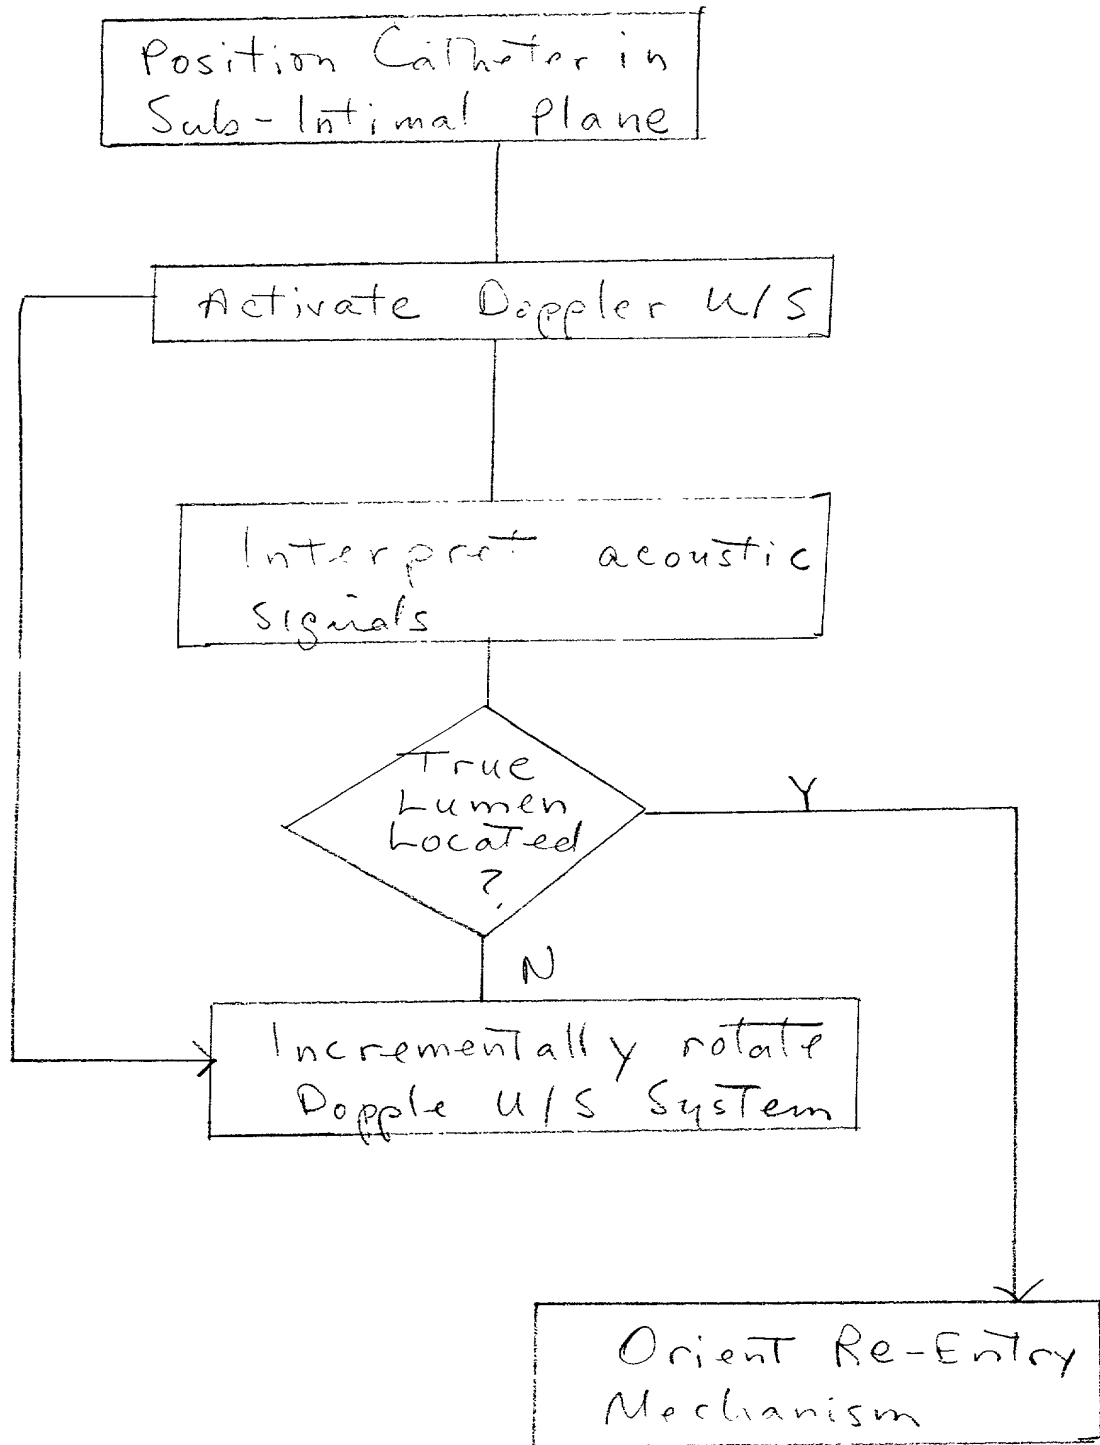 Position Catheter in
Sub-Intimal Plane
Activate Doppler U/S
Interpret acoustic
signals
True
Lumen
Located
?
Y
N
Incrementally rotate
Dopple U/S System
Orient Re-Entry
Mechanism